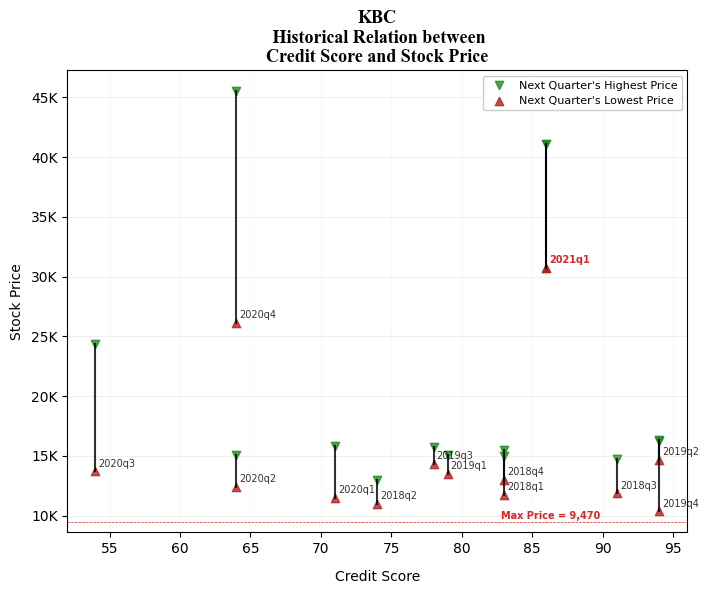 KBC
Historical Relation between
Credit Score and Stock Price
Next Quarter's Highest Price
Next Quarter's Lowest Price
Stock Price
45K
40K
35K
30K
25K
20K
15K
10K
2021q1
2020q4
2020q3
2020q2
2020q1
2018q2
2019q3
2019q1
2018q4
2018q1
2018q3
2019q2
2019q4
Max Price = 9,470
55 60 65 70 75 80 85 90 95
Credit Score